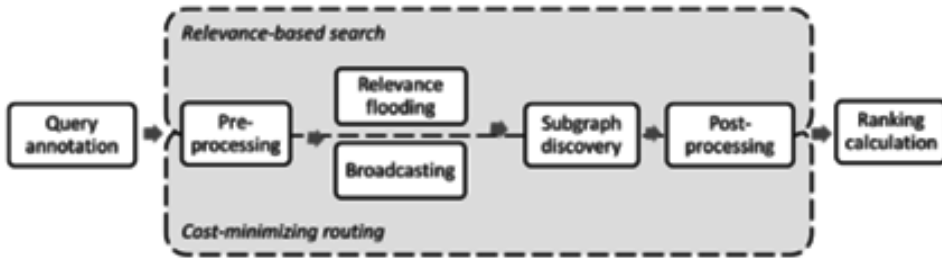 Relevance-based search
Query
annotation
Pre-
processing
Relevance
flooding
Broadcasting
Subgraph
discovery
Post-
processing
Ranking
calculation
Cost-minimizing routing